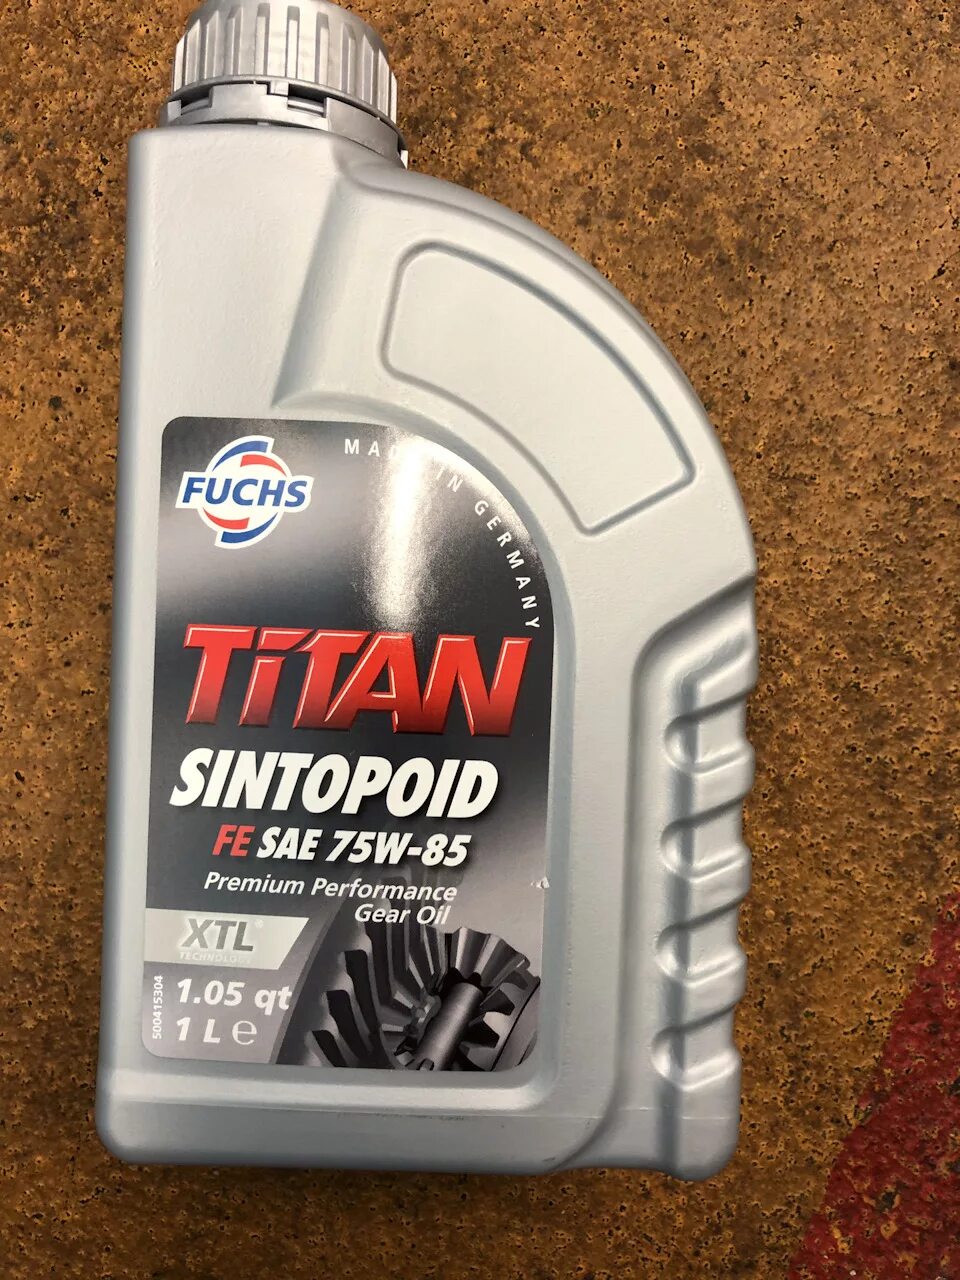 FUCHS
MADE IN GERMANY
TiTAN
SINTOPOID
FE SAE 75W-85
Premium Performance
Gear Oil
XTL®
TECHNOLOGY
1.05 qt
1 L ℮
500415304